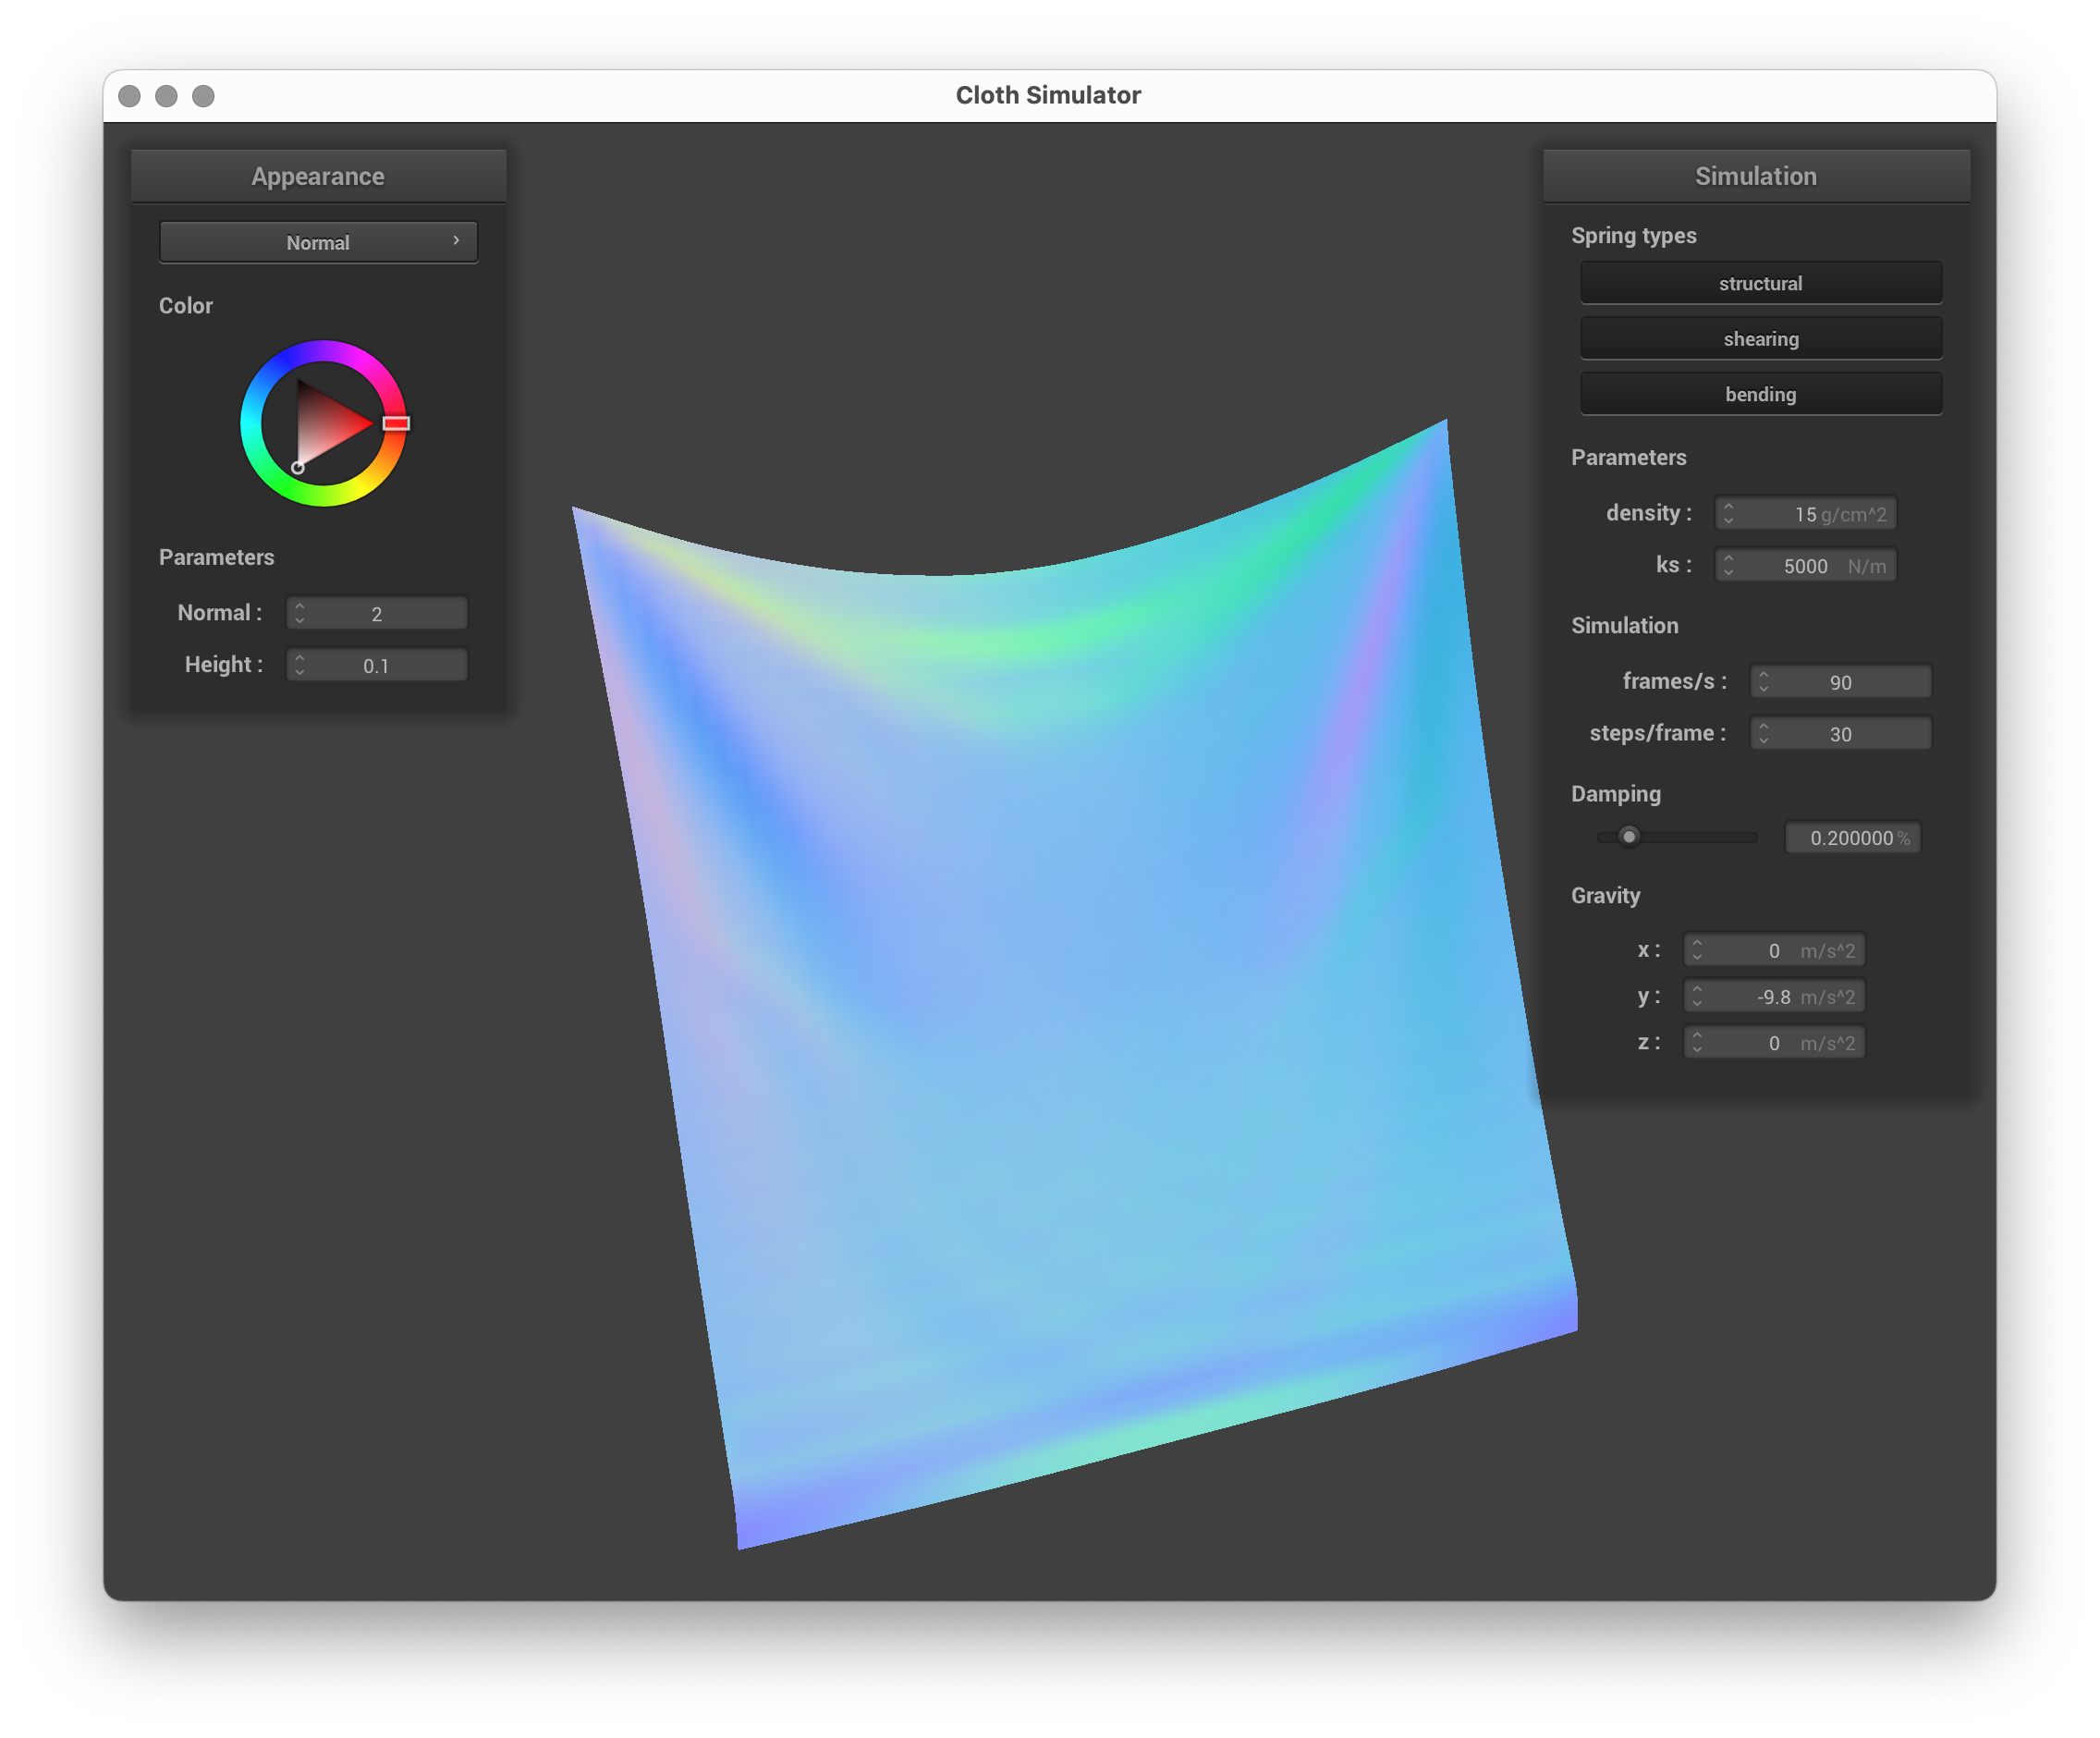 Cloth Simulator
Appearance
Normal
Color
Parameters
Normal : 2
Height : 0.1
Simulation
Spring types
structural
shearing
bending
Parameters
density : 15 g/cm^2
ks : 5000 N/m
Simulation
frames/s : 90
steps/frame : 30
Damping
0.200000 %
Gravity
x : 0 m/s^2
y : -9.8 m/s^2
z : 0 m/s^2